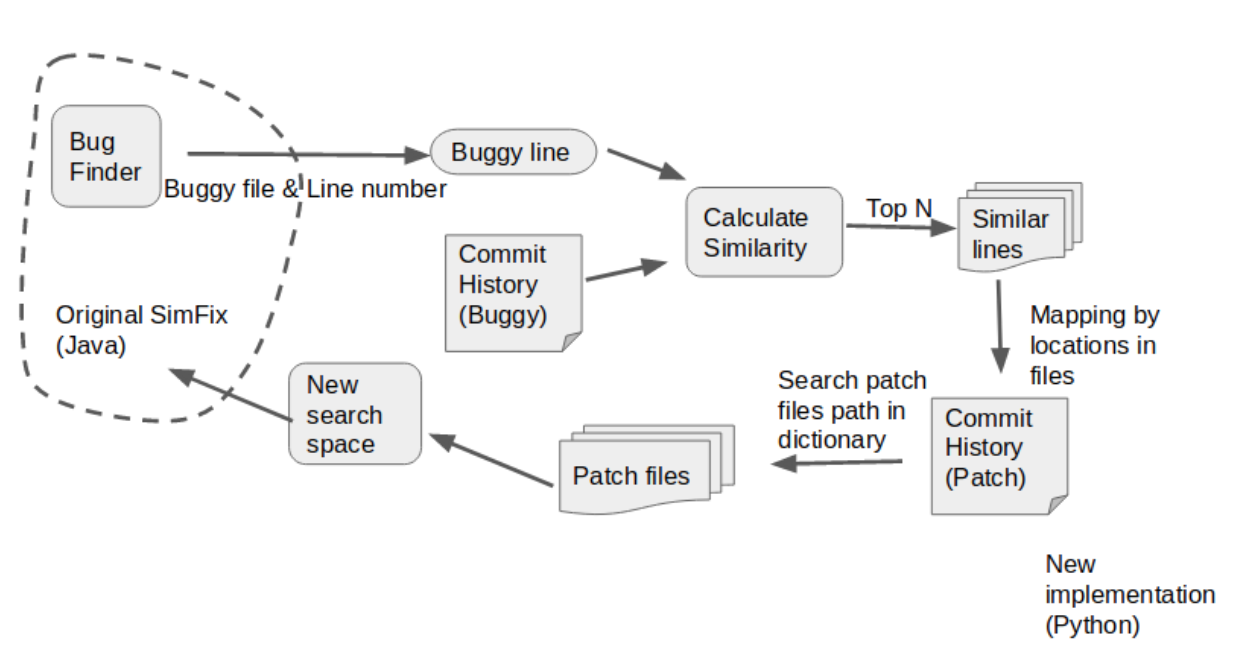 Bug
Finder
Buggy file & Line number
Buggy line
Commit
History
(Buggy)
Calculate
Similarity
Top N
Similar
lines
Mapping by
locations in
files
Commit
History
(Patch)
Search patch
files path in
dictionary
Patch files
New
search
space
Original SimFix
(Java)
New
implementation
(Python)